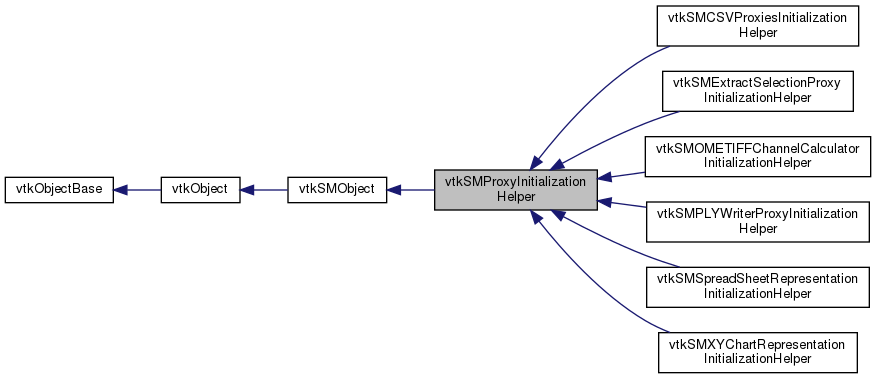 vtkObjectBase
vtkObject
vtkSMObject
vtkSMProxyInitialization
Helper
vtkSMCSVProxiesInitialization
Helper
vtkSMExtractSelectionProxy
InitializationHelper
vtkSMOMETIFFChannelCalculator
InitializationHelper
vtkSMPLYWriterProxyInitialization
Helper
vtkSMSpreadSheetRepresentation
InitializationHelper
vtkSMXYChartRepresentation
InitializationHelper